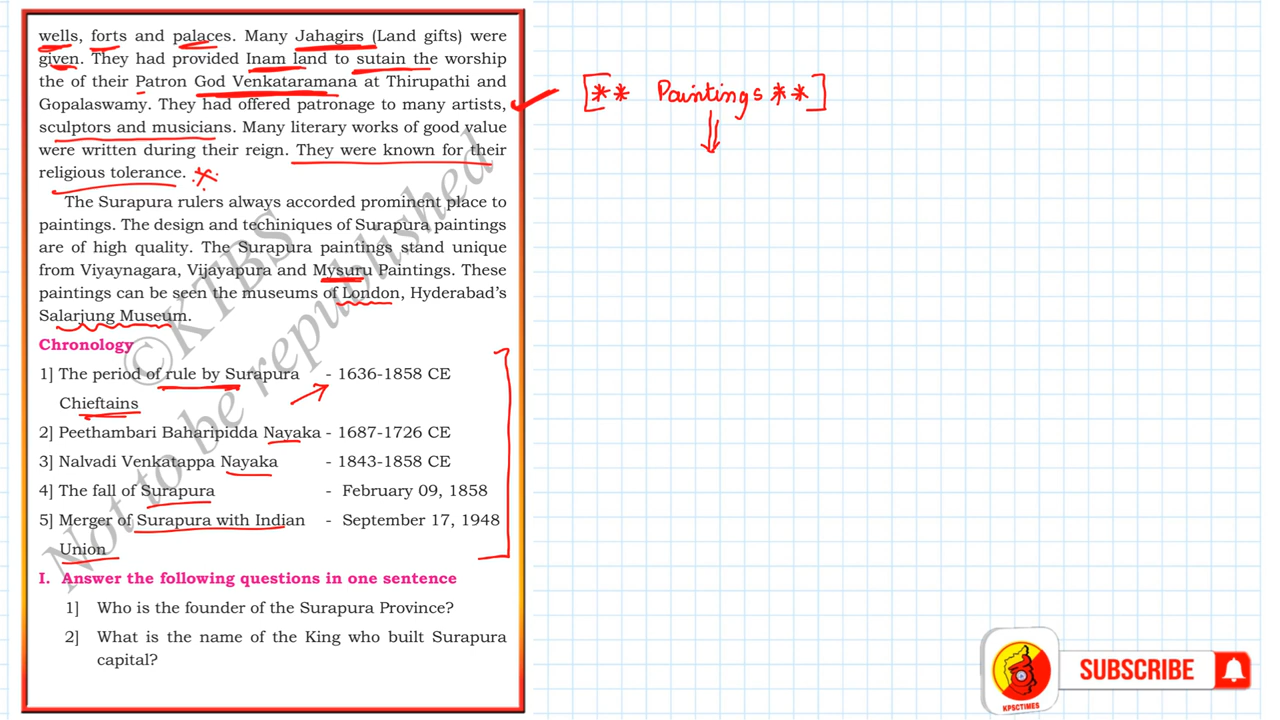 wells, forts and palaces. Many Jahagirs (Land gifts) were
given. They had provided Inam land to sutain the worship
the of their Patron God Venkataramana at Thirupathi and
Gopalaswamy. They had offered patronage to many artists,
sculptors and musicians. Many literary works of good value
were written during their reign. They were known for their
religious tolerance.
The Surapura rulers always accorded prominent place to
paintings. The design and techiniques of Surapura paintings
are of high quality. The Surapura paintings stand unique
from Viyaynagara, Vijayapura and Mysuru Paintings. These
paintings can be seen the museums of London, Hyderabad's
Salarjung Museum.
Chronology
1] The period of rule by Surapura - 1636-1858 CE
Chieftains
2] Peethambari Baharipidda Nayaka - 1687-1726 CE
3] Nalvadi Venkatappa Nayaka - 1843-1858 CE
4] The fall of Surapura - February 09, 1858
5] Merger of Surapura with Indian - September 17, 1948
Union
I. Answer the following questions in one sentence
1] Who is the founder of the Surapura Province?
2] What is the name of the King who built Surapura
capital?
©KTBS
Not to be republished
[** Paintings **]
KPSCTIMES
SUBSCRIBE